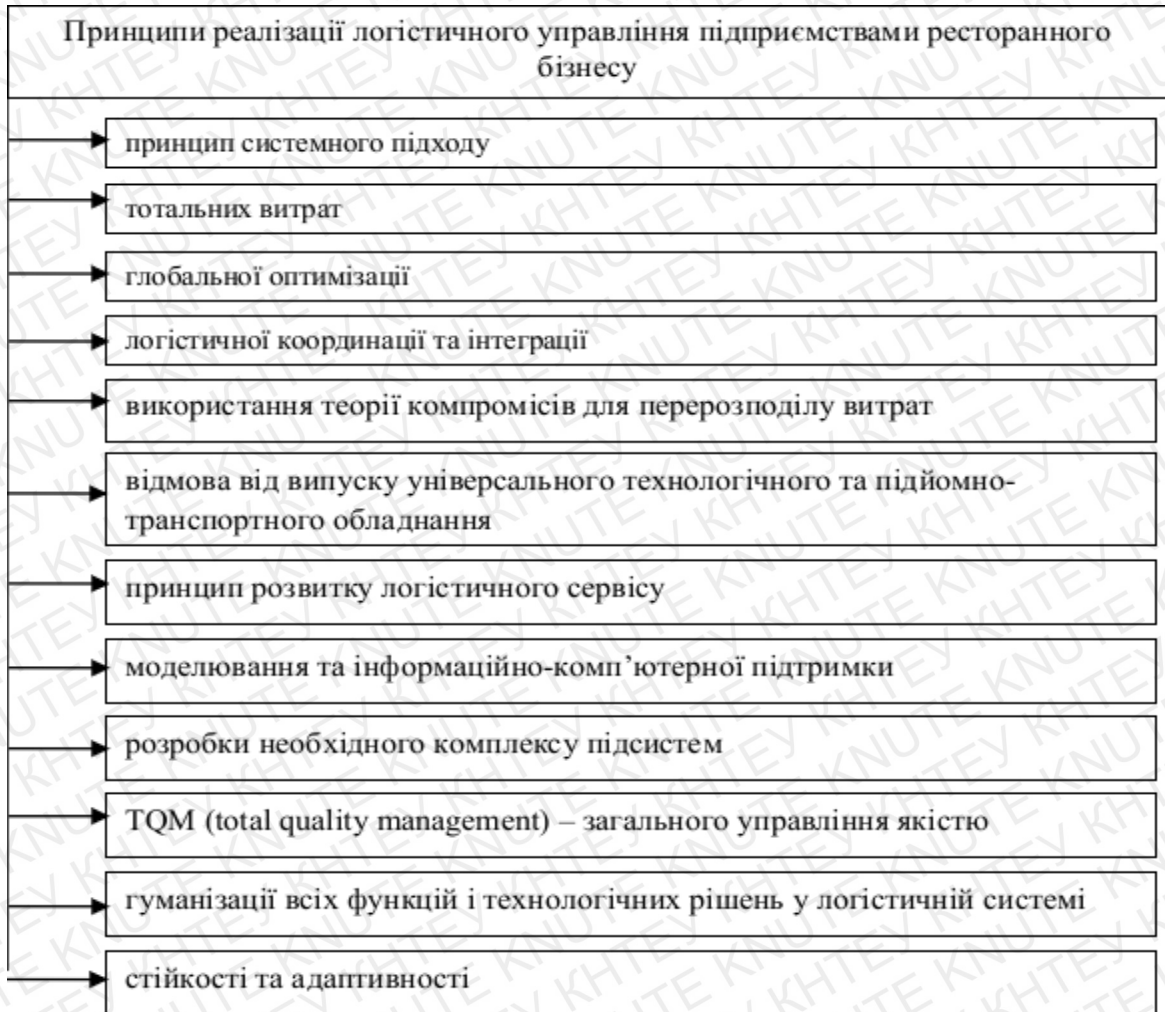 Принципи реалізації логістичного управління підприємствами ресторанного
бізнесу
принцип системного підходу
тотальних витрат
глобальної оптимізації
логістичної координації та інтеграції
використання теорії компромісів для перерозподілу витрат
відмова від випуску універсального технологічного та підйомно-
транспортного обладнання
принцип розвитку логістичного сервісу
моделювання та інформаційно-комп’ютерної підтримки
розробки необхідного комплексу підсистем
TQM (total quality management) – загального управління якістю
гуманізації всіх функцій і технологічних рішень у логістичній системі
стійкості та адаптивності